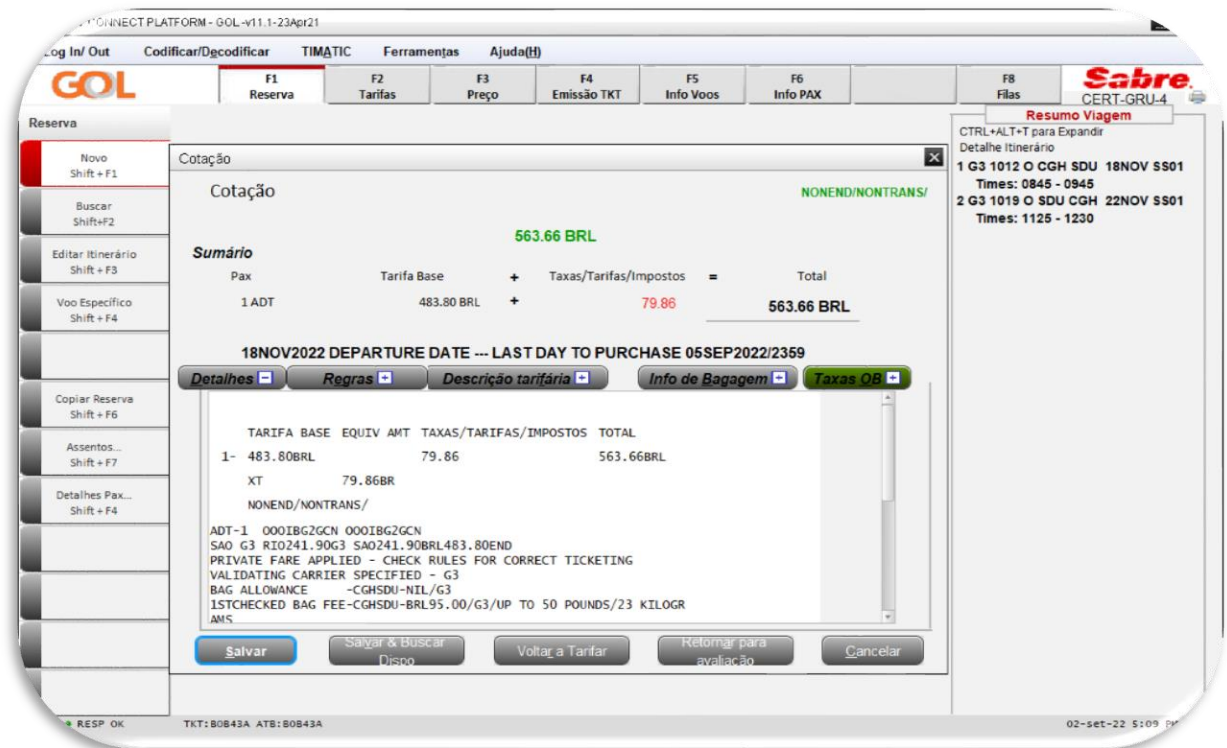 CONNECT PLATFORM - GOL -v11.1-23Apr21
Log In/ Out Codificar/Decodificar TIMATIC Ferramentas Ajuda(H)
GOL
F1 Reserva
F2 Tarifas
F3 Preço
F4 Emissão TKT
F5 Info Voos
F6 Info PAX
F8 Filas
Sabre.
CERT-GRU-4
Reserva
Novo
Shift + F1
Buscar
Shift+F2
Editar Itinerário
Shift + F3
Voo Específico
Shift + F4
Copiar Reserva
Shift + F6
Assentos...
Shift + F7
Detalhes Pax...
Shift + F4
Cotação
Cotação
NONEND/NONTRANS/
563.66 BRL
Sumário
Pax Tarifa Base + Taxas/Tarifas/Impostos = Total
1 ADT 483.80 BRL + 79.86 563.66 BRL
18NOV2022 DEPARTURE DATE --- LAST DAY TO PURCHASE 05SEP2022/2359
Detalhes - Regras + Descrição tarifária + Info de Bagagem + Taxas OB +
TARIFA BASE EQUIV AMT TAXAS/TARIFAS/IMPOSTOS TOTAL
1- 483.80BRL 79.86 563.66BRL
XT 79.86BR
NONEND/NONTRANS/
ADT-1 OOOIBG2GCN OOOIBG2GCN
SAO G3 RIO241.90G3 SAO241.90BRL483.80END
PRIVATE FARE APPLIED - CHECK RULES FOR CORRECT TICKETING
VALIDATING CARRIER SPECIFIED - G3
BAG ALLOWANCE -CGHSDU-NIL/G3
1STCHECKED BAG FEE-CGHSDU-BRL95.00/G3/UP TO 50 POUNDS/23 KILOGR
AMS
Salvar
Salvar & Buscar Dispo
Voltar a Tarifar
Retornar para avaliação
Cancelar
Resumo Viagem
CTRL+ALT+T para Expandir
Detalhe Itinerário
1 G3 1012 O CGH SDU 18NOV SS01
Times: 0845 - 0945
2 G3 1019 O SDU CGH 22NOV SS01
Times: 1125 - 1230
RESP OK TKT:B0B43A ATB:B0B43A 02-set-22 5:09 PM